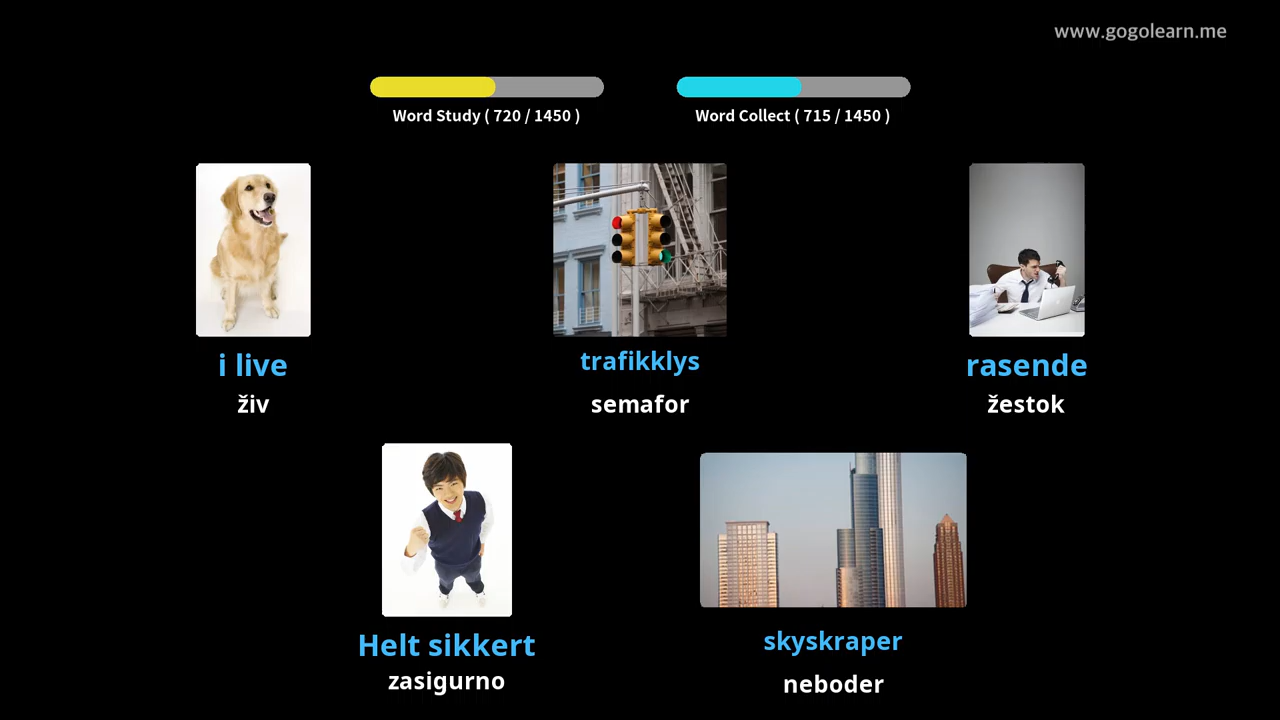 www.gogolearn.me
Word Study ( 720 / 1450 )
Word Collect ( 715 / 1450 )
i live
živ
trafikklys
semafor
rasende
žestok
Helt sikkert
zasigurno
skyskraper
neboder